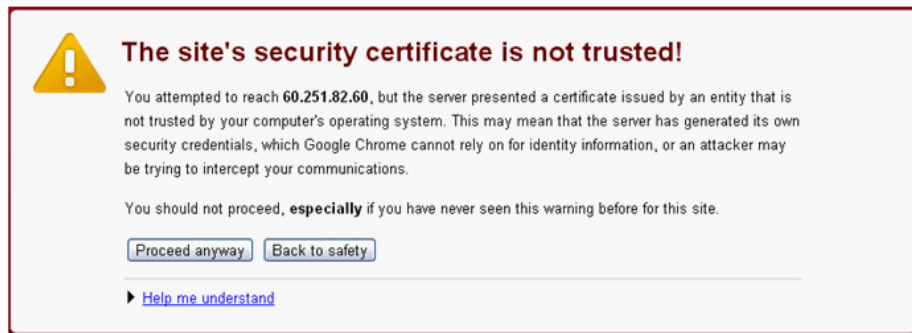 The site's security certificate is not trusted!
You attempted to reach 60.251.82.60, but the server presented a certificate issued by an entity that is
not trusted by your computer's operating system. This may mean that the server has generated its own
security credentials, which Google Chrome cannot rely on for identity information, or an attacker may
be trying to intercept your communications.
You should not proceed, especially if you have never seen this warning before for this site.
Proceed anyway Back to safety
Help me understand